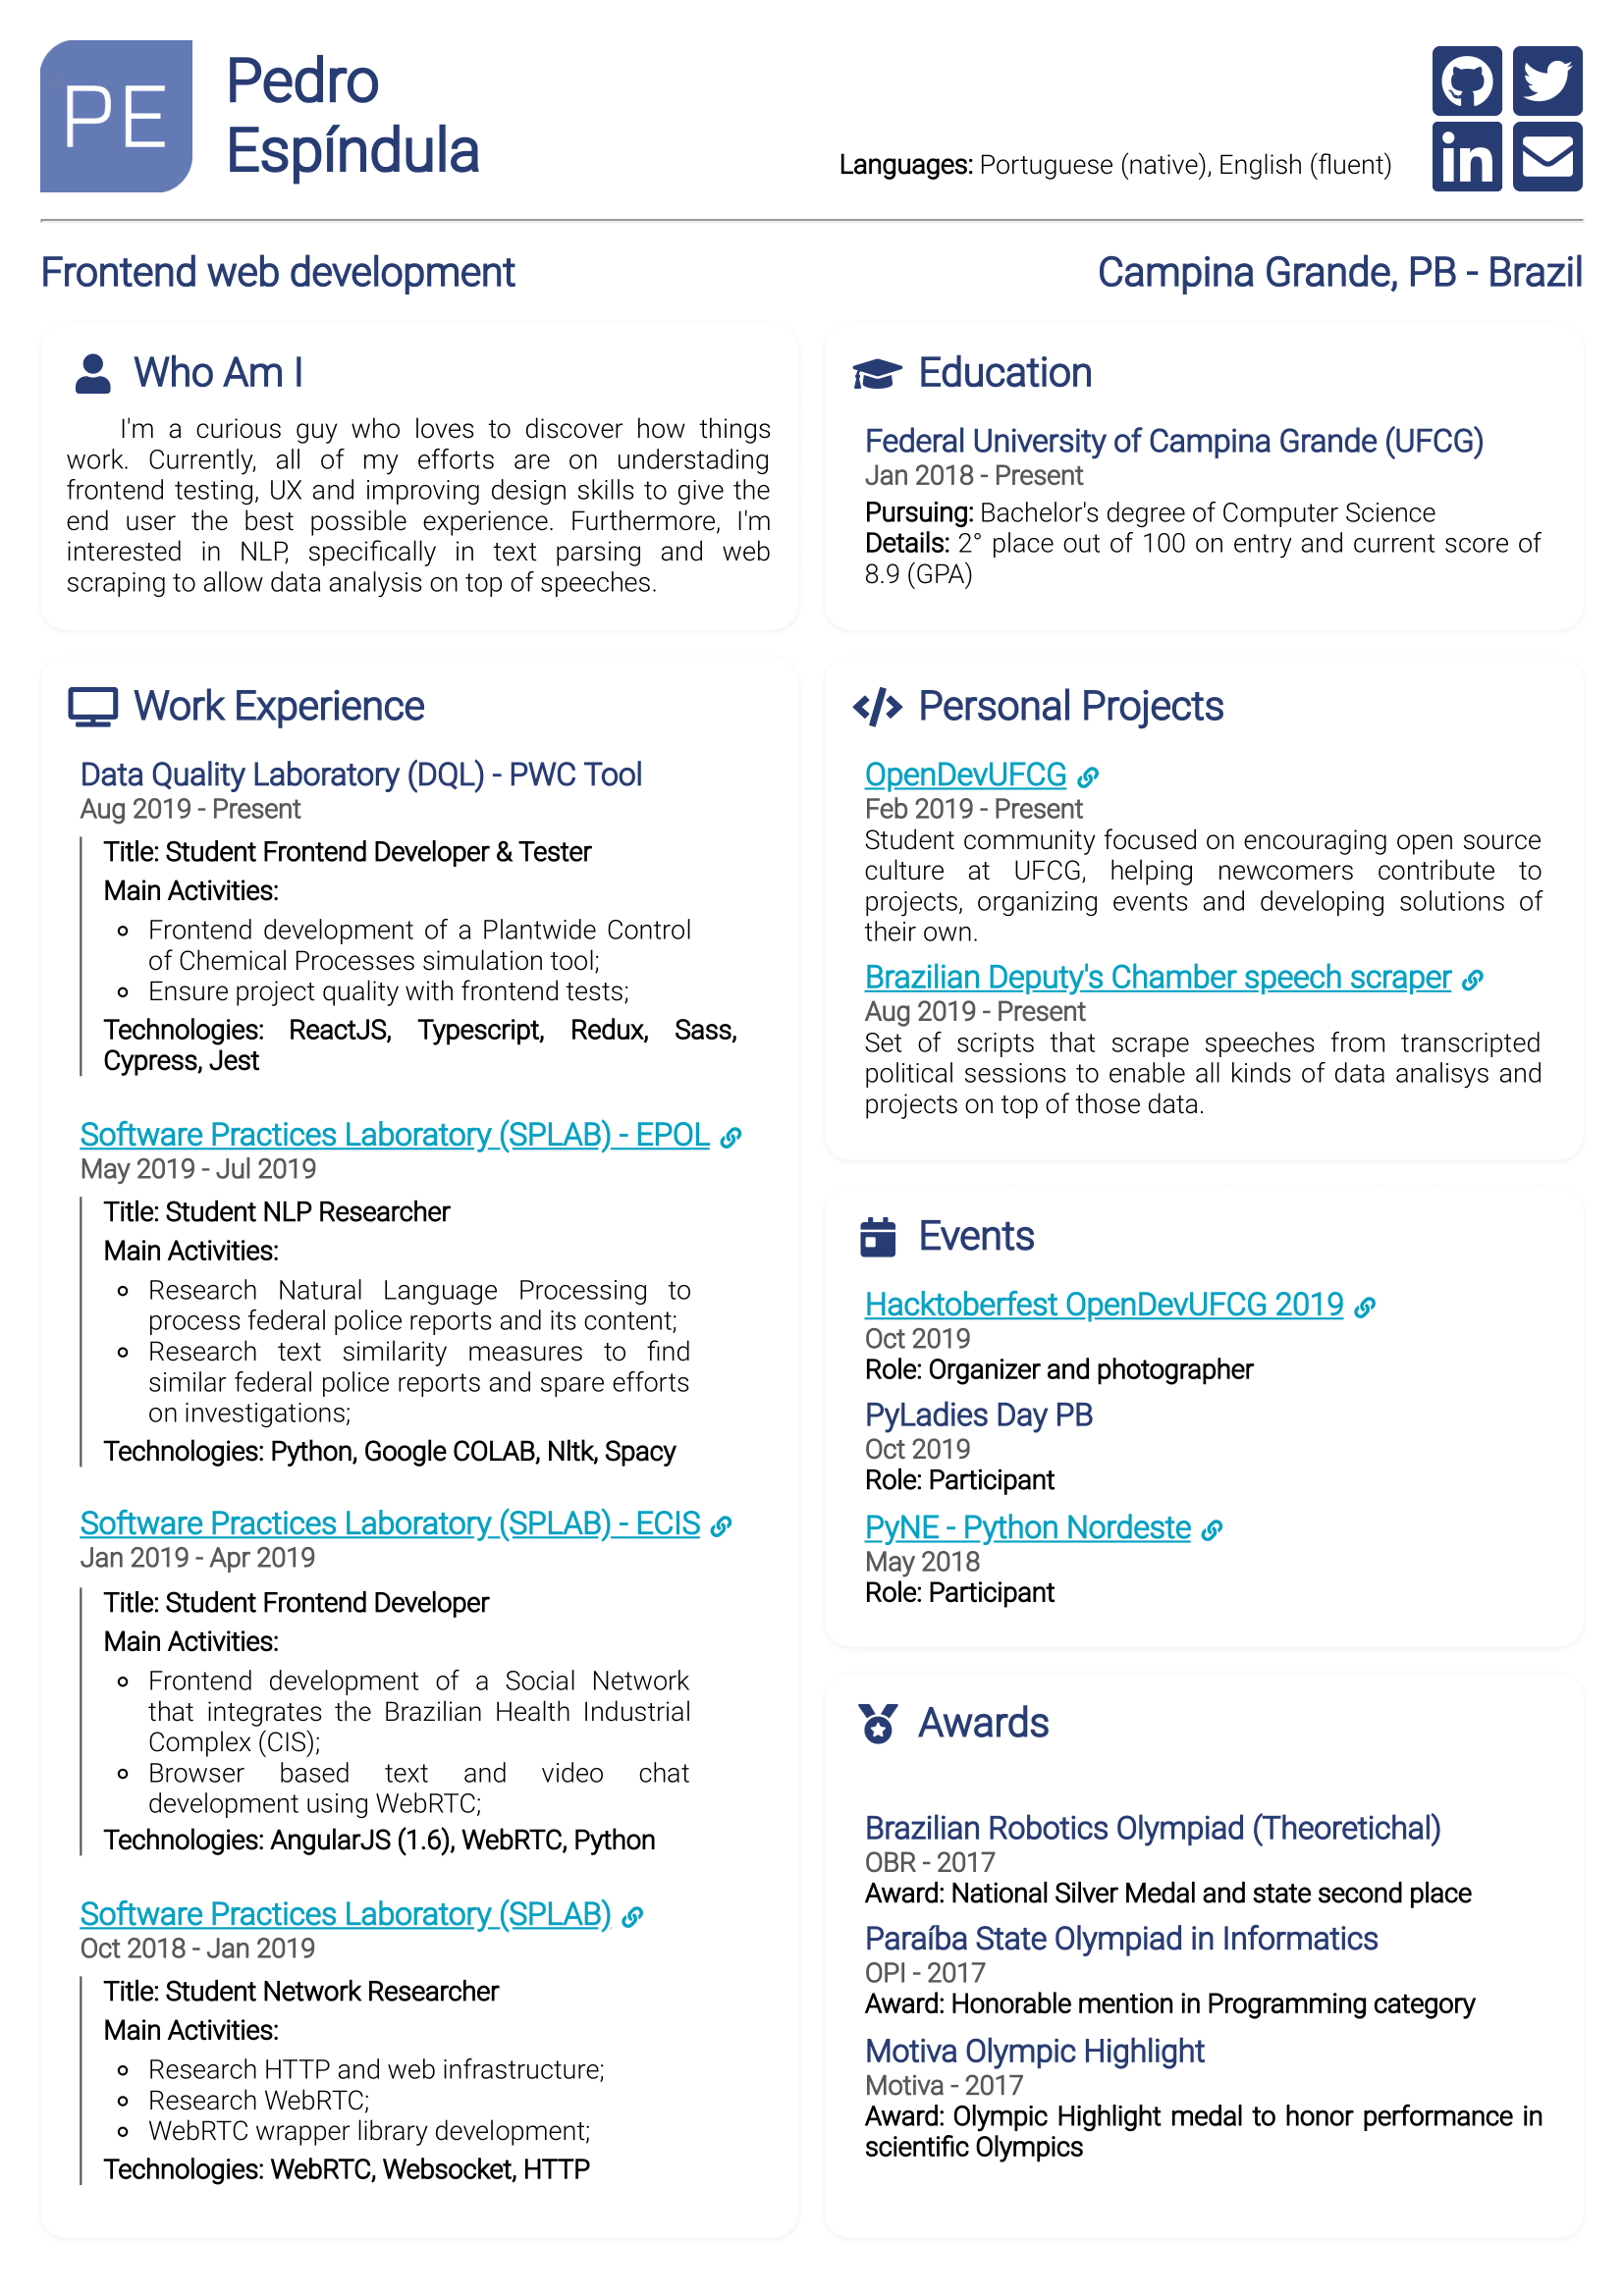 PE
Pedro
Espíndula
Languages: Portuguese (native), English (fluent)
in
Frontend web development
Campina Grande, PB - Brazil
Who Am I
I'm a curious guy who loves to discover how things
work. Currently, all of my efforts are on understading
frontend testing, UX and improving design skills to give the
end user the best possible experience. Furthermore, I'm
interested in NLP, specifically in text parsing and web
scraping to allow data analysis on top of speeches.
Education
Federal University of Campina Grande (UFCG)
Jan 2018 - Present
Pursuing: Bachelor's degree of Computer Science
Details: 2° place out of 100 on entry and current score of
8.9 (GPA)
Work Experience
Data Quality Laboratory (DQL) - PWC Tool
Aug 2019 - Present
Title: Student Frontend Developer & Tester
Main Activities:
Frontend development of a Plantwide Control
of Chemical Processes simulation tool;
Ensure project quality with frontend tests;
Technologies: ReactJS, Typescript, Redux, Sass,
Cypress, Jest
Software Practices Laboratory (SPLAB) - EPOL
May 2019 - Jul 2019
Title: Student NLP Researcher
Main Activities:
Research Natural Language Processing to
process federal police reports and its content;
Research text similarity measures to find
similar federal police reports and spare efforts
on investigations;
Technologies: Python, Google COLAB, Nltk, Spacy
Software Practices Laboratory (SPLAB) - ECIS
Jan 2019 - Apr 2019
Title: Student Frontend Developer
Main Activities:
Frontend development of a Social Network
that integrates the Brazilian Health Industrial
Complex (CIS);
Browser based text and video chat
development using WebRTC;
Technologies: AngularJS (1.6), WebRTC, Python
Software Practices Laboratory (SPLAB)
Oct 2018 - Jan 2019
Title: Student Network Researcher
Main Activities:
Research HTTP and web infrastructure;
Research WebRTC;
WebRTC wrapper library development;
Technologies: WebRTC, Websocket, HTTP
Personal Projects
OpenDevUFCG
Feb 2019 - Present
Student community focused on encouraging open source
culture at UFCG, helping newcomers contribute to
projects, organizing events and developing solutions of
their own.
Brazilian Deputy's Chamber speech scraper
Aug 2019 - Present
Set of scripts that scrape speeches from transcripted
political sessions to enable all kinds of data analisys and
projects on top of those data.
Events
Hacktoberfest OpenDevUFCG 2019
Oct 2019
Role: Organizer and photographer
PyLadies Day PB
Oct 2019
Role: Participant
PyNE - Python Nordeste
May 2018
Role: Participant
Awards
Brazilian Robotics Olympiad (Theoretichal)
OBR - 2017
Award: National Silver Medal and state second place
Paraíba State Olympiad in Informatics
OPI - 2017
Award: Honorable mention in Programming category
Motiva Olympic Highlight
Motiva - 2017
Award: Olympic Highlight medal to honor performance in
scientific Olympics